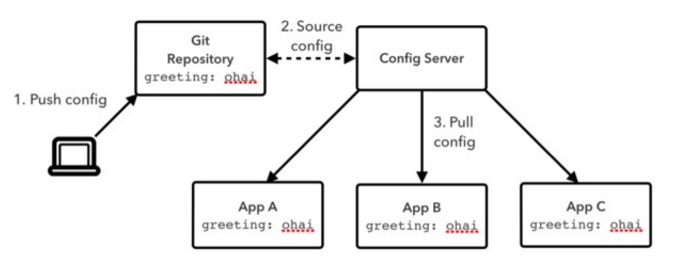 Git
Repository
greeting: ohai
2. Source
config
Config Server
1. Push config
3. Pull
config
App A
greeting: ohai
App B
greeting: ohai
App C
greeting: ohai